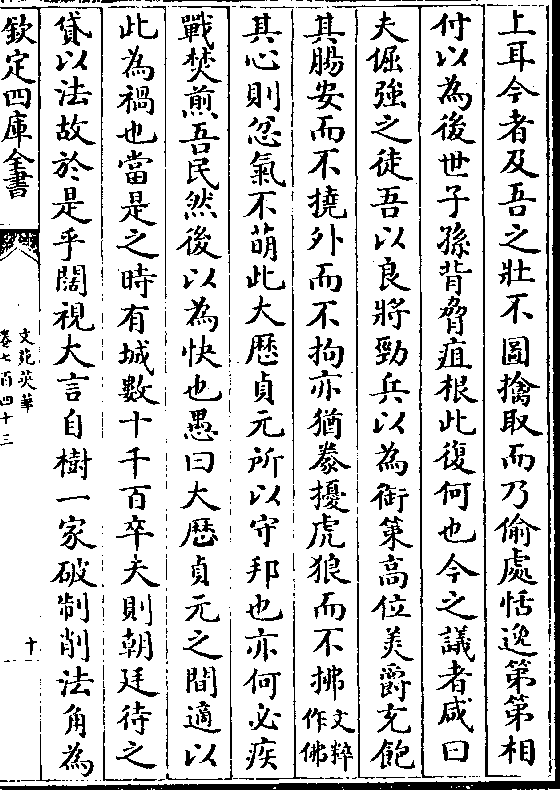 上耳今者及吾之壯不圖擒取而乃偷處恬逸第第相
付以為後世子孫背脅疽根此復何也今之議者咸曰
夫倔強之徒吾以良將勁兵以為銜策高位美爵充飽
其腸安而不撓外而不拘亦猶豢擾虎狼而不拂文粹作佛
其心則忿氣不萌此大厯貞元所以守邦也亦何必疾
戰焚煎吾民然後以為快也愚曰大厯貞元之間適以
此為禍也當是之時有城數十千百卒夫則朝廷待之
貸以法故於是乎闊視大言自樹一家破制削法角為
欽定四庫全書
文苑英華
卷七百四十三
十